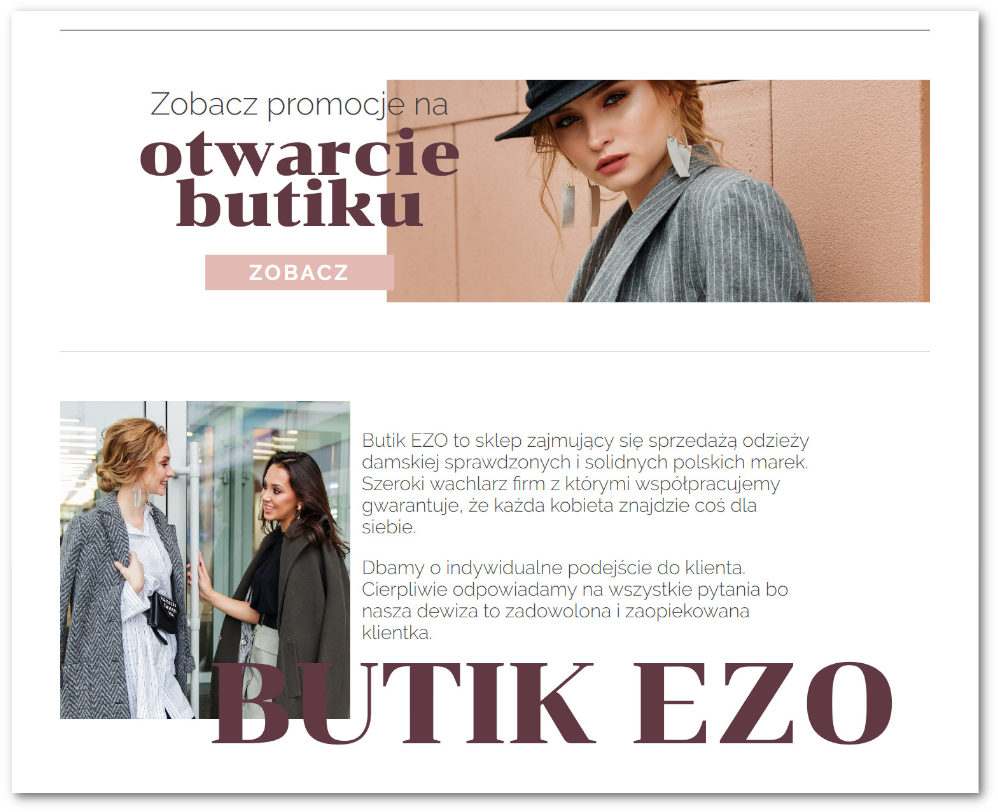 Zobacz promocje na
otwarcie
butiku
ZOBACZ
Butik EZO to sklep zajmujący się sprzedażą odzieży
damskiej sprawdzonych i solidnych polskich marek.
Szeroki wachlarz firm z którymi współpracujemy
gwarantuje, że każda kobieta znajdzie coś dla
siebie.
Dbamy o indywidualne podejście do klienta.
Cierpliwie odpowiadamy na wszystkie pytania bo
nasza dewiza to zadowolona i zaopiekowana
klientka.
BUTIK EZO